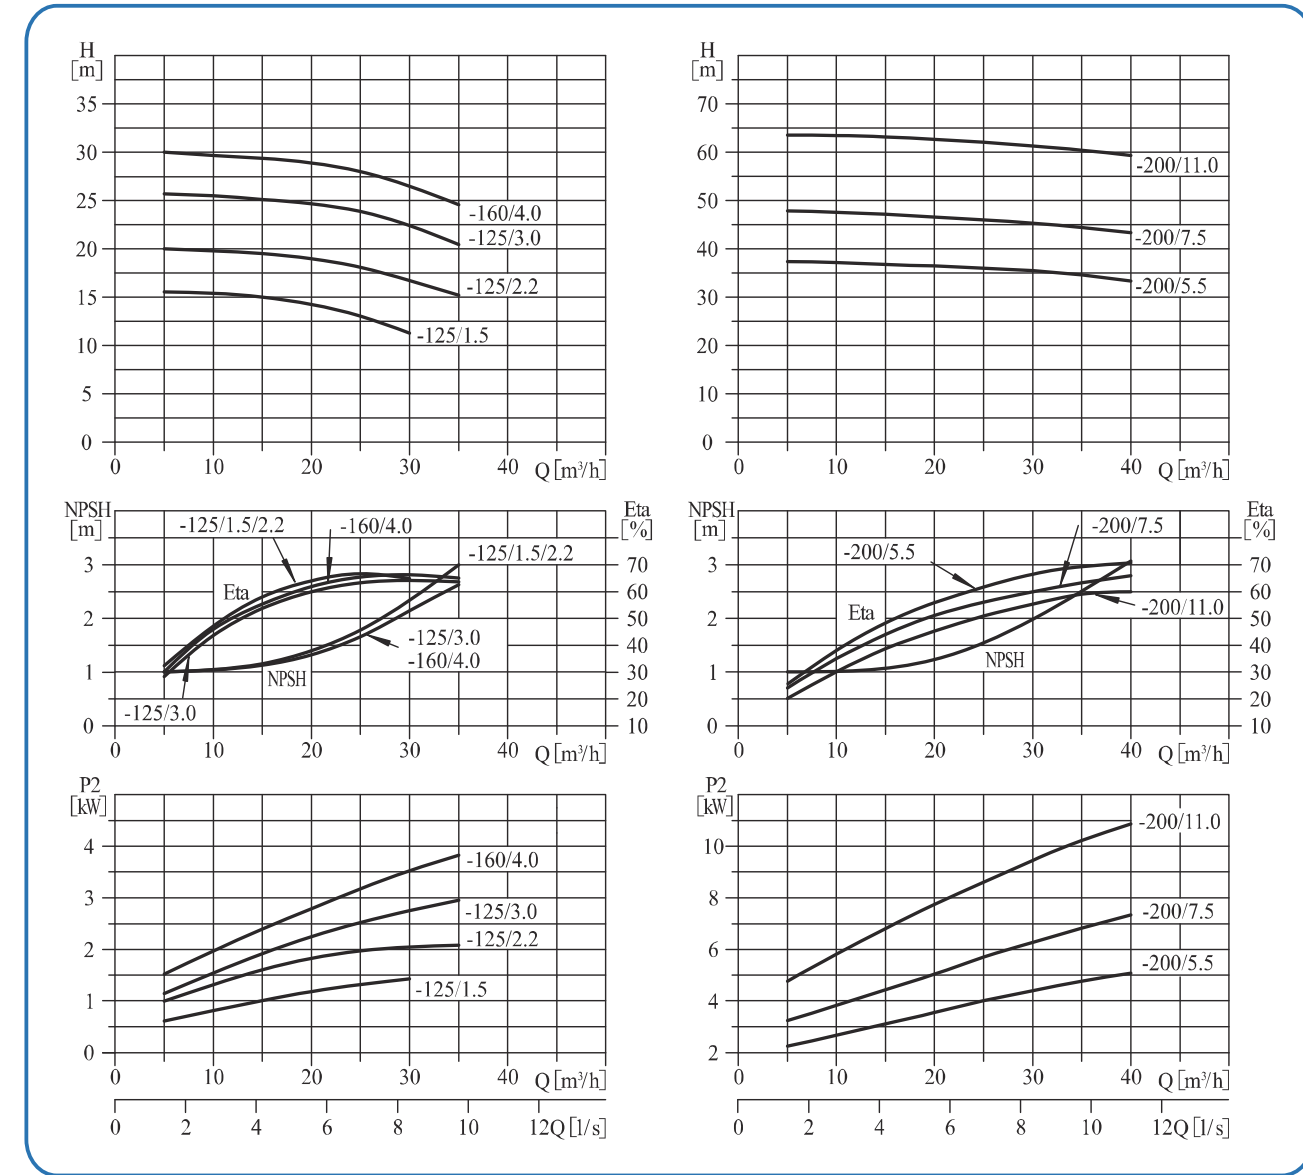 H
[m]
35
30
25
20
15
10
5
0
-160/4.0
-125/3.0
-125/2.2
-125/1.5
0 10 20 30 40 Q [m³/h]
H
[m]
70
60
50
40
30
20
10
0
-200/11.0
-200/7.5
-200/5.5
0 10 20 30 40 Q [m³/h]
NPSH
[m]
Eta
[%]
-125/1.5/2.2
-160/4.0
-125/1.5/2.2
3
2
1
0
70
60
50
40
30
20
10
Eta
-125/3.0
-160/4.0
NPSH
-125/3.0
0 10 20 30 40 Q [m³/h]
NPSH
[m]
Eta
[%]
-200/7.5
-200/5.5
3
2
1
0
70
60
50
40
30
20
10
Eta
-200/11.0
NPSH
0 10 20 30 40 Q [m³/h]
P2
[kW]
4
3
2
1
0
-160/4.0
-125/3.0
-125/2.2
-125/1.5
0 10 20 30 40 Q [m³/h]
0 2 4 6 8 10 12Q [l/s]
P2
[kW]
10
8
6
4
2
-200/11.0
-200/7.5
-200/5.5
0 10 20 30 40 Q [m³/h]
0 2 4 6 8 10 12Q [l/s]